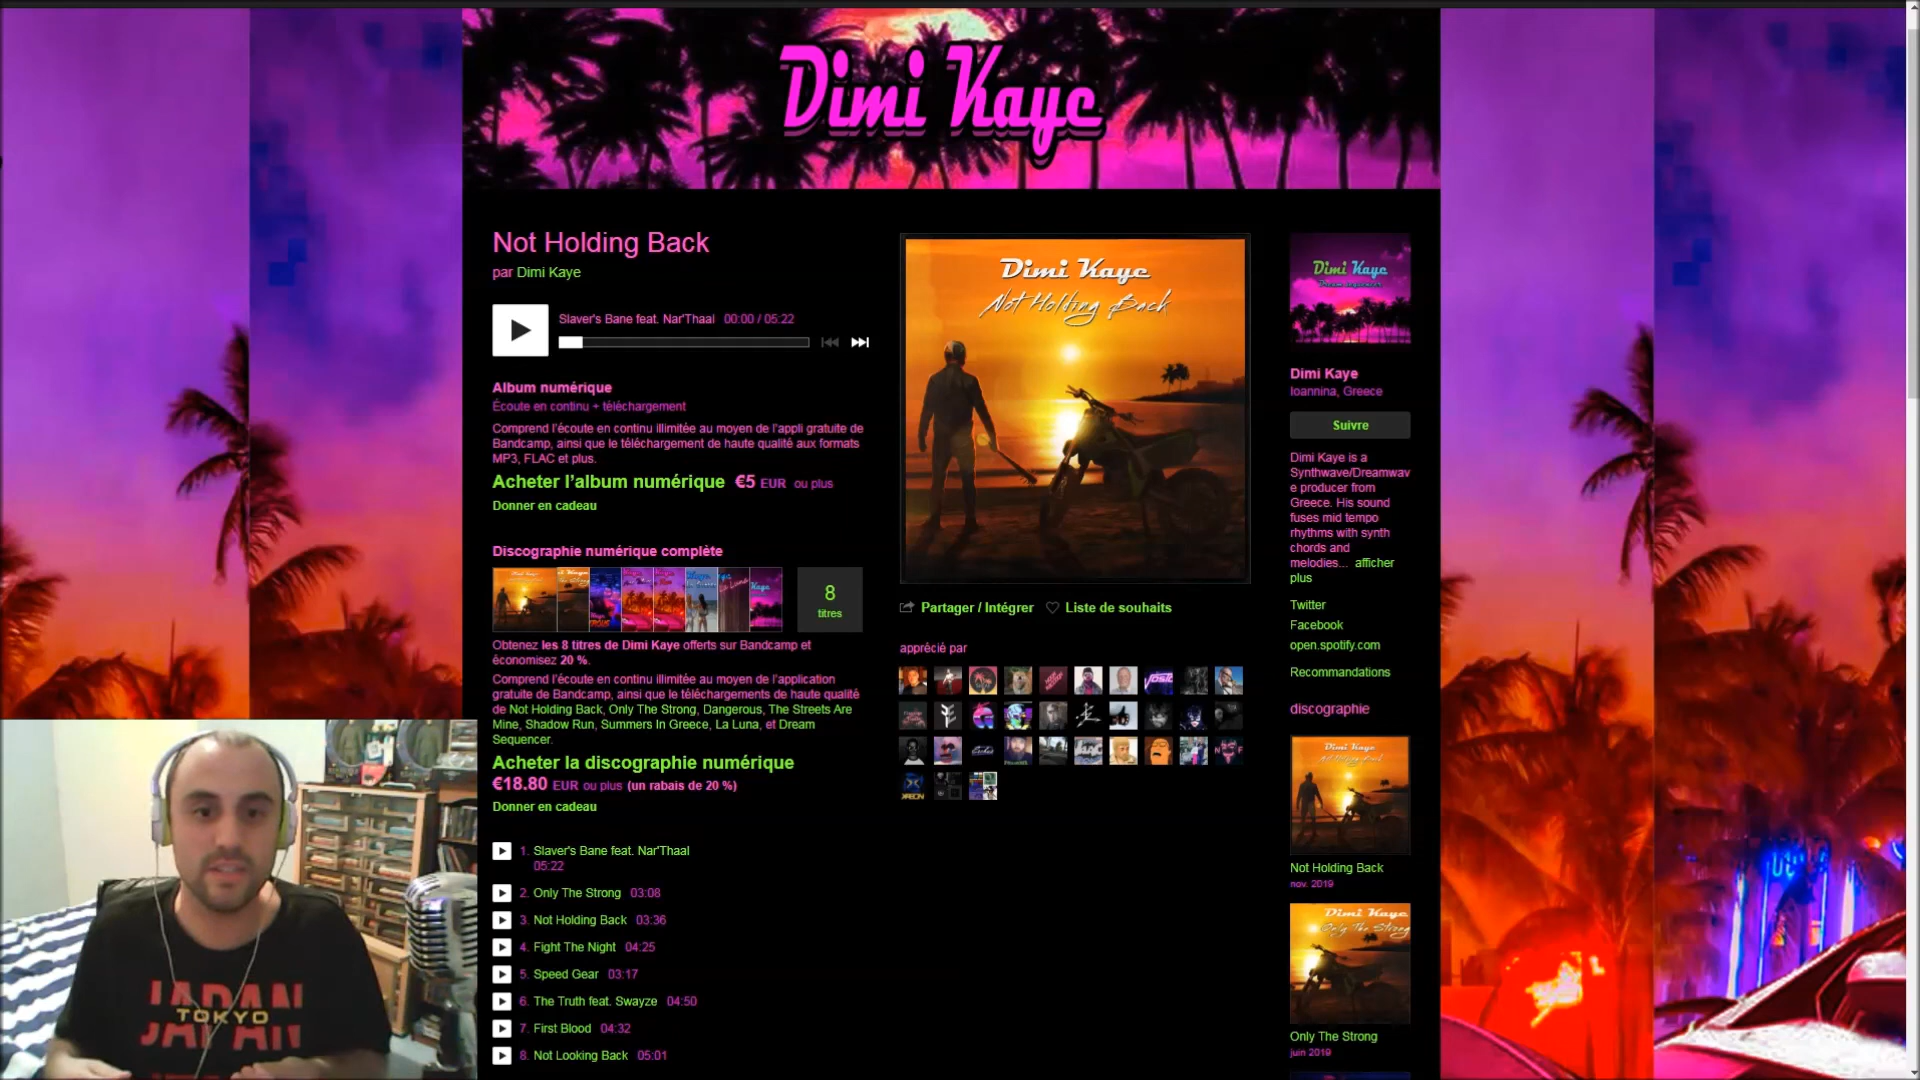 Dimi Kaye
Not Holding Back
par Dimi Kaye
Slaver's Bane feat. Nar'Thaal 00:00 / 05:22
Album numérique
Écoute en continu + téléchargement
Comprend l'écoute en continu illimitée au moyen de l'appli gratuite de
Bandcamp, ainsi que le téléchargement de haute qualité aux formats
MP3, FLAC et plus.
Acheter l'album numérique €5 EUR ou plus
Donner en cadeau
Discographie numérique complète
8
titres
Obtenez les 8 titres de Dimi Kaye offerts sur Bandcamp et
économisez 20 %.
Comprend l'écoute en continu illimitée au moyen de l'application
gratuite de Bandcamp, ainsi que le téléchargements de haute qualité
de Not Holding Back, Only The Strong, Dangerous, The Streets Are
Mine, Shadow Run, Summers In Greece, La Luna, et Dream
Sequencer.
Acheter la discographie numérique
€18.80 EUR ou plus (un rabais de 20 %)
Donner en cadeau
1. Slaver's Bane feat. Nar'Thaal
05:22
2. Only The Strong 03:08
3. Not Holding Back 03:36
4. Fight The Night 04:25
5. Speed Gear 03:17
6. The Truth feat. Swayze 04:50
7. First Blood 04:32
8. Not Looking Back 05:01
Dimi Kaye
Not Holding Back
Partager / Intégrer Liste de souhaits
apprécié par
Dimi Kaye
Dream Sequencer
Dimi Kaye
Ioannina, Greece
Suivre
Dimi Kaye is a
Synthwave/Dreamwav
e producer from
Greece. His sound
fuses mid tempo
rhythms with synth
chords and
melodies... afficher
plus
Twitter
Facebook
open.spotify.com
Recommandations
discographie
Dimi Kaye
Not Holding Back
Not Holding Back
nov. 2019
Dimi Kaye
Only The Strong
Only The Strong
juin 2019
JAPAN
TOKYO